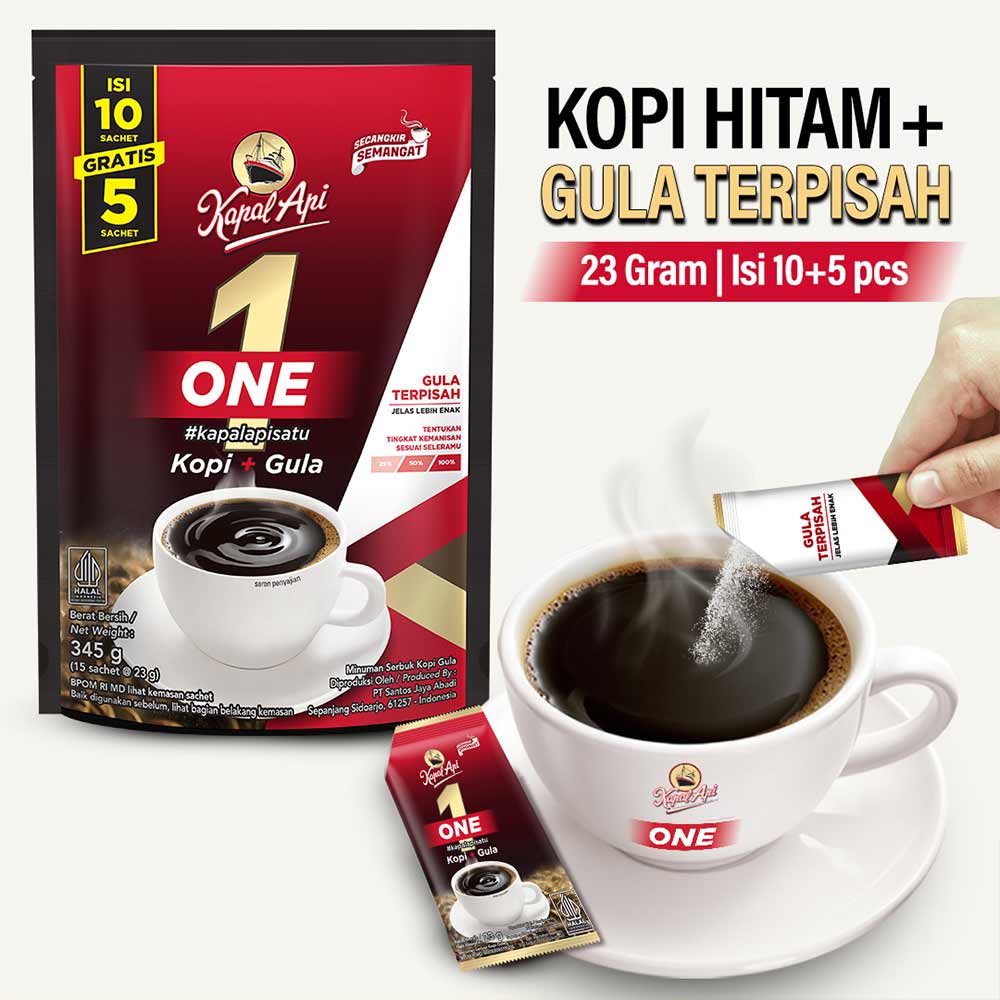 ISI
10
SACHET
GRATIS
5
SACHET
SECANGKIR
SEMANGAT
Kapal Api
1
ONE
#kapalapisatu
Kopi + Gula
GULA
TERPISAH
JELAS LEBIH ENAK
TENTUKAN
TINGKAT KEMANISAN
SESUAI SELERAMU
25% 50% 100%
saran penyajian
HALAL
INDONESIA
Berat Bersih /
Net Weight :
345 g
(15 sachet @ 23 g)
BPOM RI MD lihat kemasan sachet
Baik digunakan sebelum, lihat bagian belakang kemasan
Minuman Serbuk Kopi Gula
Diproduksi Oleh / Produced By :
PT Santos Jaya Abadi
Sepanjang Sidoarjo, 61257 - Indonesia
KOPI HITAM +
GULA TERPISAH
23 Gram | Isi 10+5 pcs
GULA
TERPISAH
JELAS LEBIH ENAK
Kapal Api
ONE
Kapal Api
1
ONE
#kapalapisatu
Kopi + Gula
23 g
HALAL